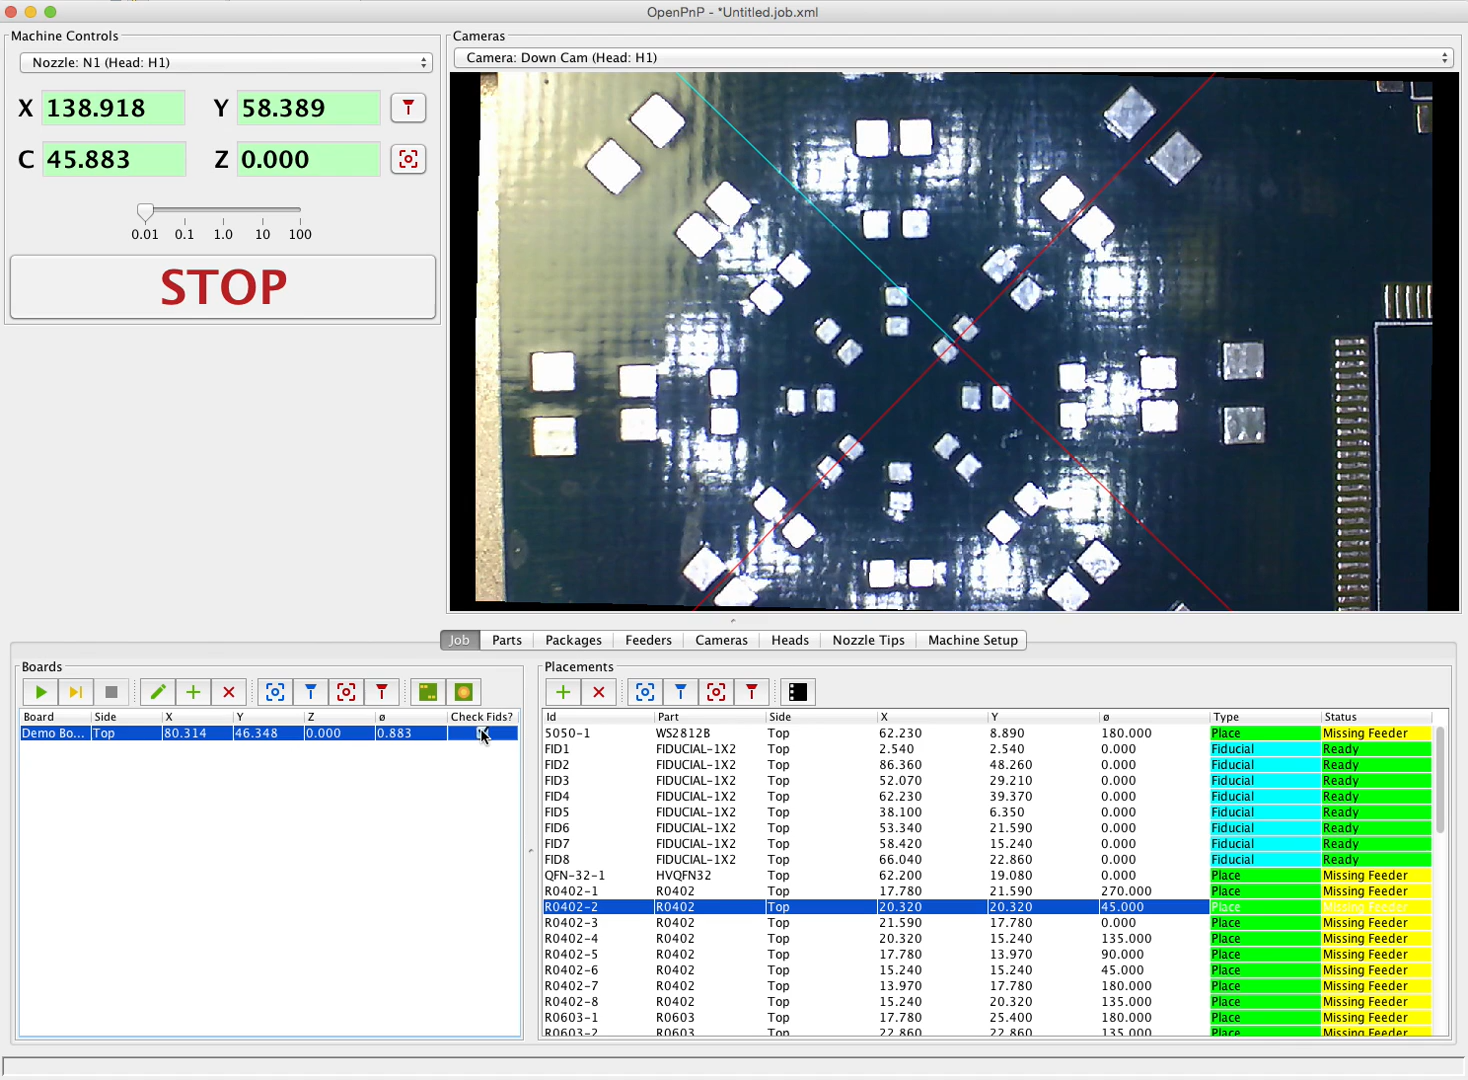 OpenPnP - *Untitled.job.xml
Machine Controls
Nozzle: N1 (Head: H1)
X 138.918 Y 58.389
C 45.883 Z 0.000
0.01 0.1 1.0 10 100
STOP
Cameras
Camera: Down Cam (Head: H1)
Job Parts Packages Feeders Cameras Heads Nozzle Tips Machine Setup
Boards
Board Side X Y Z ø Check Fids?
Demo Bo... Top 80.314 46.348 0.000 0.883
Placements
Id Part Side X Y ø Type Status
5050-1 WS2812B Top 62.230 8.890 180.000 Place Missing Feeder
FID1 FIDUCIAL-1X2 Top 2.540 2.540 0.000 Fiducial Ready
FID2 FIDUCIAL-1X2 Top 86.360 48.260 0.000 Fiducial Ready
FID3 FIDUCIAL-1X2 Top 52.070 29.210 0.000 Fiducial Ready
FID4 FIDUCIAL-1X2 Top 62.230 39.370 0.000 Fiducial Ready
FID5 FIDUCIAL-1X2 Top 38.100 6.350 0.000 Fiducial Ready
FID6 FIDUCIAL-1X2 Top 53.340 21.590 0.000 Fiducial Ready
FID7 FIDUCIAL-1X2 Top 58.420 15.240 0.000 Fiducial Ready
FID8 FIDUCIAL-1X2 Top 66.040 22.860 0.000 Fiducial Ready
QFN-32-1 HVQFN32 Top 62.200 19.080 0.000 Place Missing Feeder
R0402-1 R0402 Top 17.780 21.590 270.000 Place Missing Feeder
R0402-2 R0402 Top 20.320 20.320 45.000 Place Missing Feeder
R0402-3 R0402 Top 21.590 17.780 0.000 Place Missing Feeder
R0402-4 R0402 Top 20.320 15.240 135.000 Place Missing Feeder
R0402-5 R0402 Top 17.780 13.970 90.000 Place Missing Feeder
R0402-6 R0402 Top 15.240 15.240 45.000 Place Missing Feeder
R0402-7 R0402 Top 13.970 17.780 180.000 Place Missing Feeder
R0402-8 R0402 Top 15.240 20.320 135.000 Place Missing Feeder
R0603-1 R0603 Top 17.780 25.400 180.000 Place Missing Feeder
R0603-2 R0603 Top 22.860 22.860 135.000 Place Missing Feeder